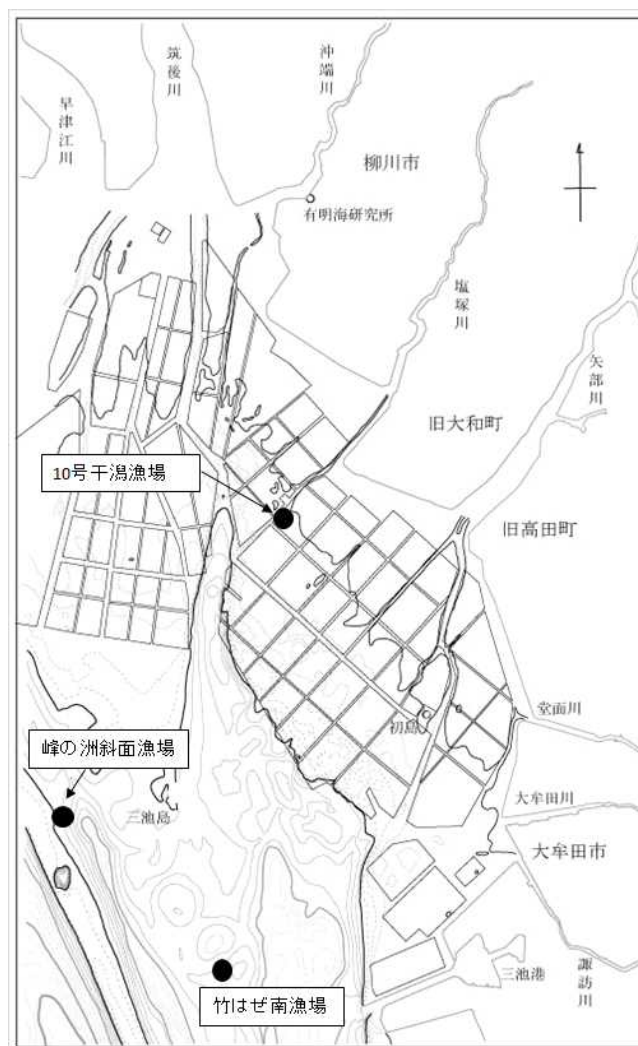 早津江川
筑後川
沖端川
柳川市
有明海研究所
塩塚川
矢部川
旧大和町
10号干潟漁場
旧高田町
初島
堂面川
峰の洲斜面漁場
三池島
大牟田川
大牟田市
三池港
諏訪川
竹はぜ南漁場